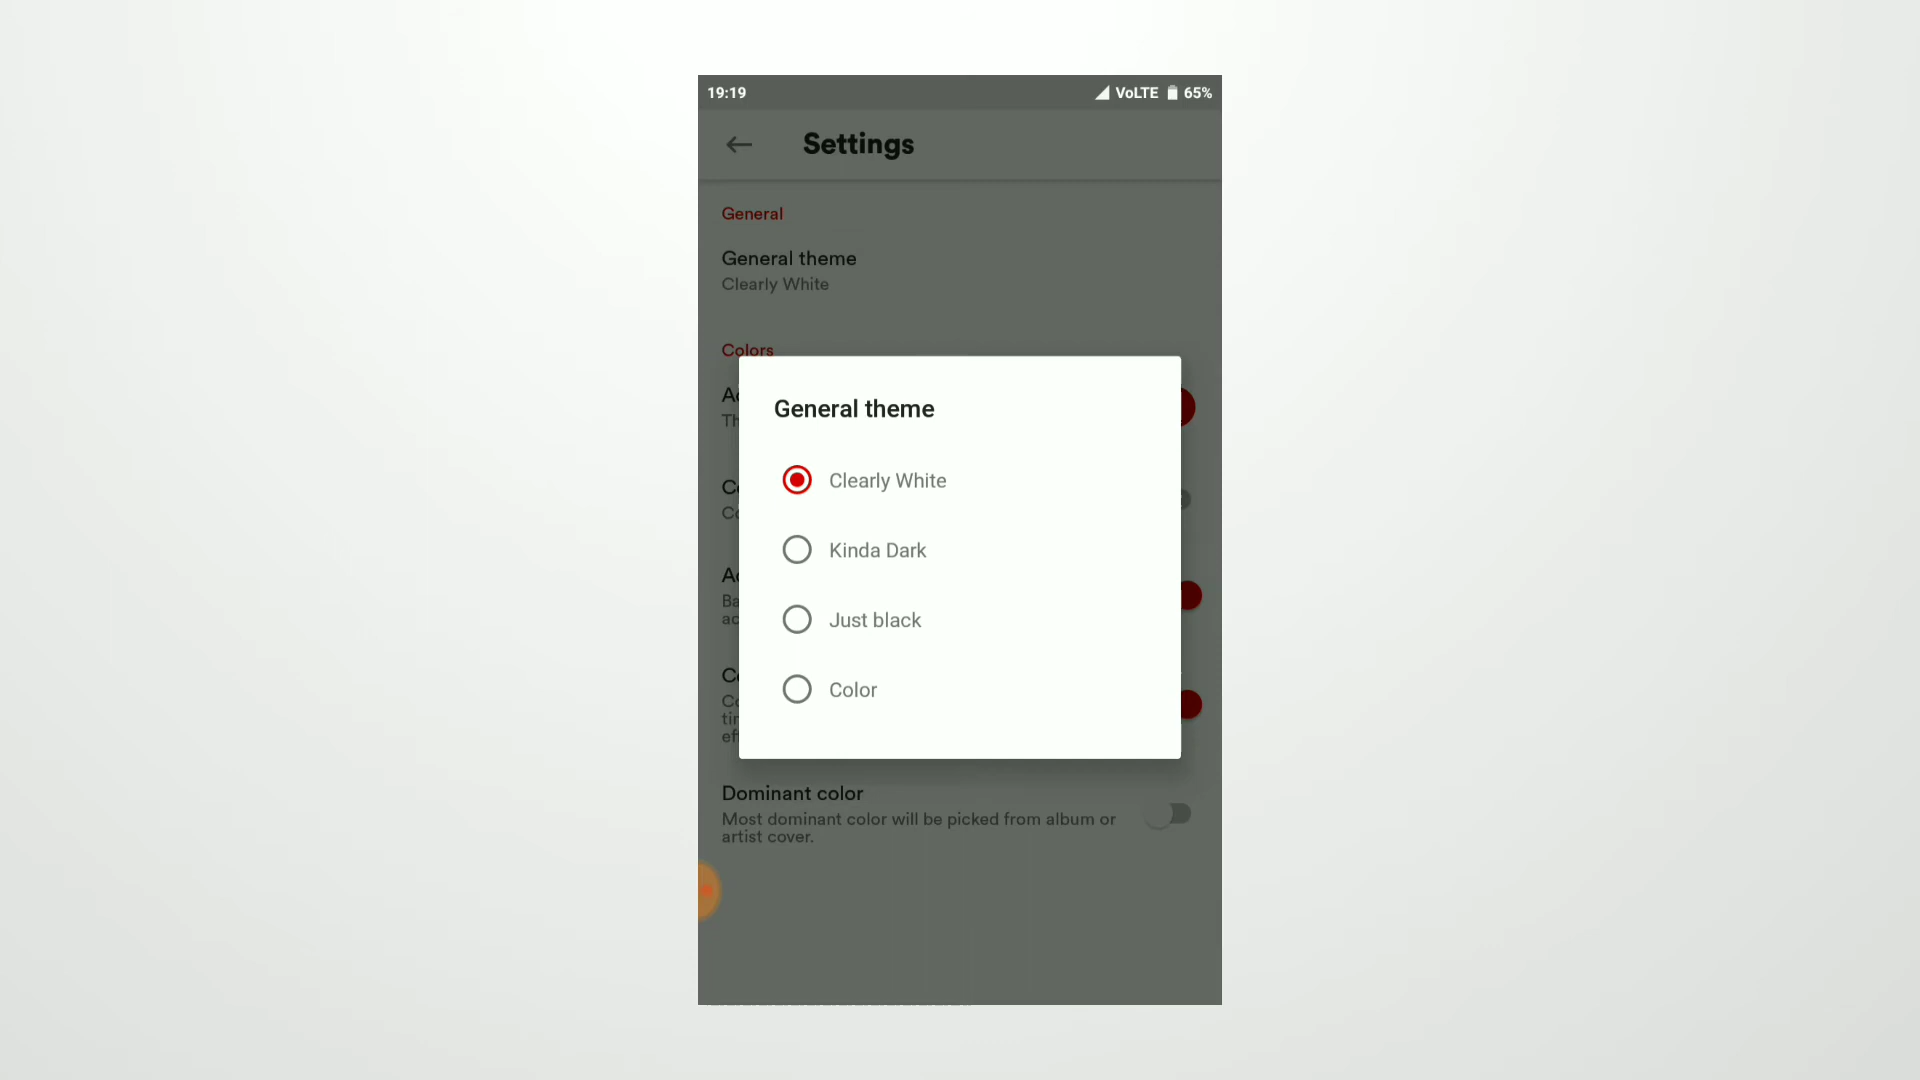 19:19 VoLTE 65%
Settings
General
General theme
Clearly White
Colors
General theme
Clearly White
Kinda Dark
Just black
Color
Dominant color
Most dominant color will be picked from album or
artist cover.